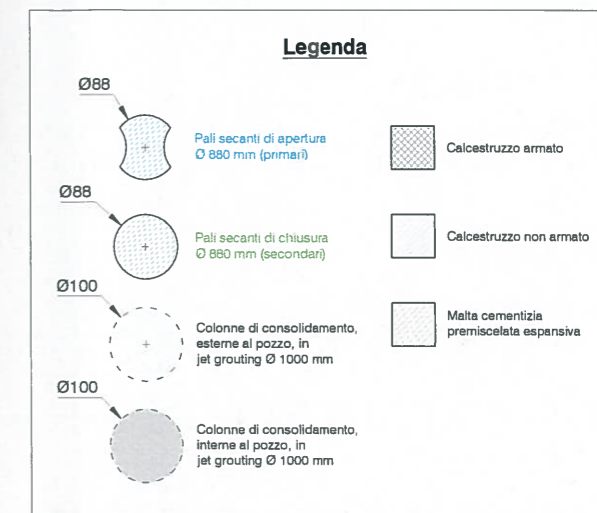 Legenda
Ø88
Pali secanti di apertura
Ø 880 mm (primari)
Ø88
Pali secanti di chiusura
Ø 880 mm (secondari)
Ø100
Colonne di consolidamento,
esterne al pozzo, in
jet grouting Ø 1000 mm
Ø100
Colonne di consolidamento,
interne al pozzo, in
jet grouting Ø 1000 mm
Calcestruzzo armato
Calcestruzzo non armato
Malta cementizia
premiscelata espansiva